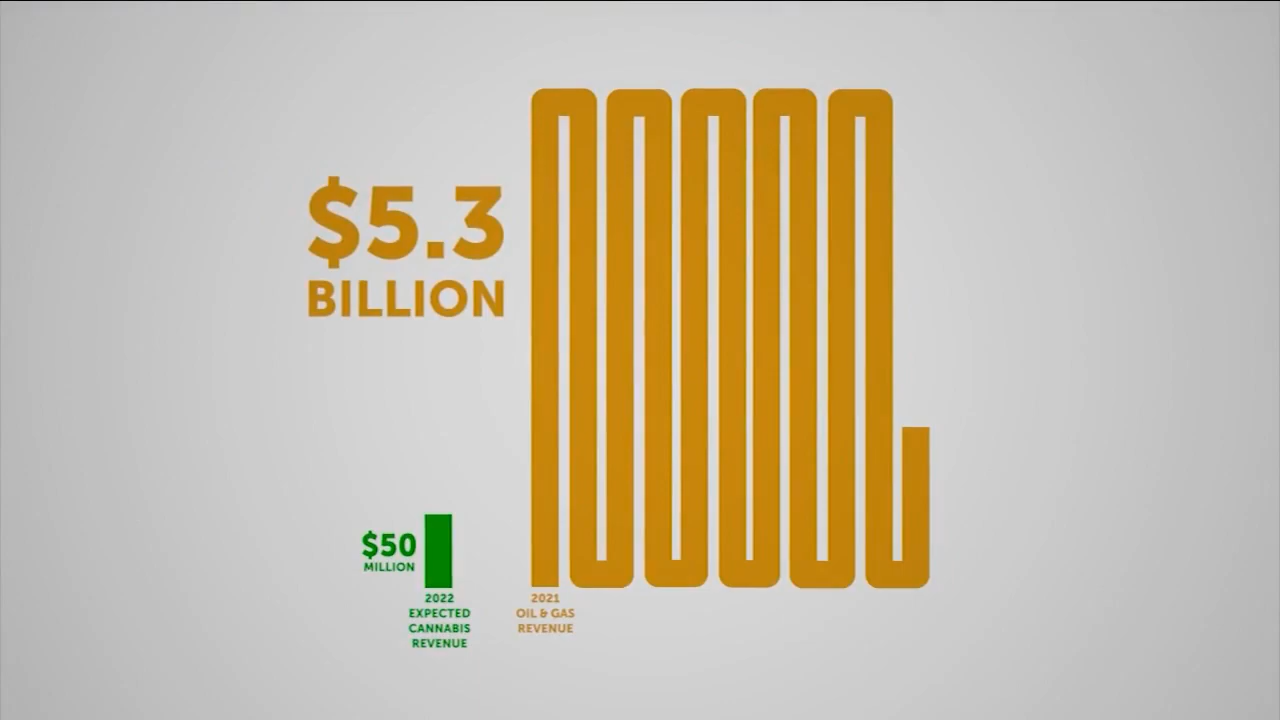 $5.3
BILLION
$50
MILLION
2022
EXPECTED
CANNABIS
REVENUE
2021
OIL & GAS
REVENUE